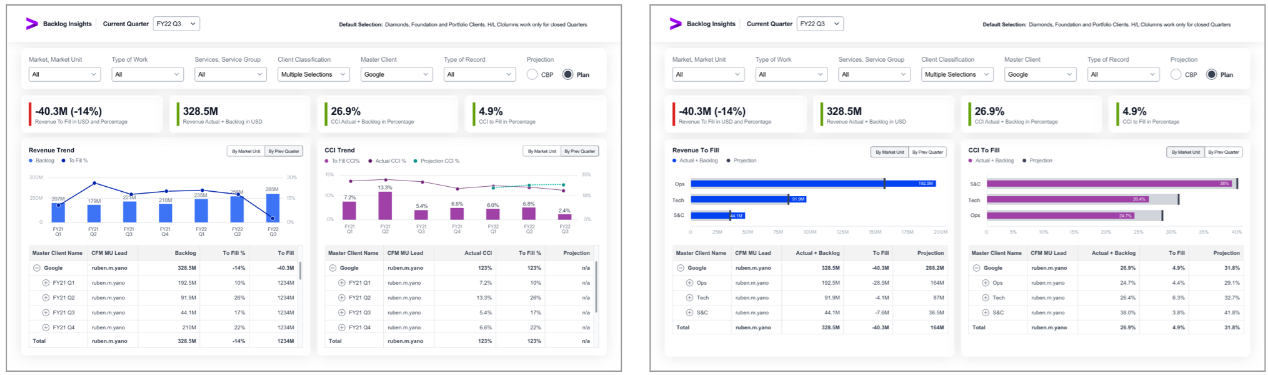 Backlog Insights Current Quarter FY22 Q3 Default Selection: Diamonds, Foundation and Portfolio Clients. H/L Columns work only for closed Quarters
Market, Market Unit Type of Work Services, Service Group Client Classification Master Client Type of Record Projection
All All All Multiple Selections Google All CBP Plan
-40.3M (-14%) 328.5M 26.9% 4.9%
Revenue To Fill in USD and Percentage Revenue Actual + Backlog in USD CCI Actual + Backlog in Percentage CCI to Fill in Percentage
Revenue Trend By Market Unit By Prev Quarter
Backlog To Fill %
300M 30%
207M 179M 221M 210M 235M 285M
0 0%
FY21 Q1 FY21 Q2 FY21 Q3 FY21 Q4 FY22 Q1 FY22 Q2 FY22 Q3
CCI Trend By Market Unit By Prev Quarter
To Fill CCI% Actual CCI % Projection CCI %
7.2% 13.3% 5.4% 6.6% 6.0% 6.8% 2.4%
FY21 Q1 FY21 Q2 FY21 Q3 FY21 Q4 FY22 Q1 FY22 Q2 FY22 Q3
Master Client Name CFM MU Lead Backlog To Fill % To Fill
Google ruben.m.yano 328.5M -14% -40.3M
FY21 Q1 ruben.m.yano 192.5M 10% 1234M
FY21 Q2 ruben.m.yano 91.9M 26% 1234M
FY21 Q3 ruben.m.yano 44.1M 17% 1234M
FY21 Q4 ruben.m.yano 210M 22% 1234M
Total ruben.m.yano 328.5M -14% 1234M
Master Client Name CFM MU Lead Actual CCI To Fill % Projection
Google ruben.m.yano 123% 123% n/a
FY21 Q1 ruben.m.yano 7.2% 10% n/a
FY21 Q2 ruben.m.yano 13.3% 26% n/a
FY21 Q3 ruben.m.yano 5.4% 17% n/a
FY21 Q4 ruben.m.yano 6.6% 22% n/a
Total ruben.m.yano 123% 123% n/a
Backlog Insights Current Quarter FY22 Q3 Default Selection: Diamonds, Foundation and Portfolio Clients. H/L Columns work only for closed Quarters
Market, Market Unit Type of Work Services, Service Group Client Classification Master Client Type of Record Projection
All All All Multiple Selections Google All CBP Plan
-40.3M (-14%) 328.5M 26.9% 4.9%
Revenue To Fill in USD and Percentage Revenue Actual + Backlog in USD CCI Actual + Backlog in Percentage CCI to Fill in Percentage
Revenue To Fill By Market Unit By Prev Quarter
Actual + Backlog Projection
Ops 192.5M
Tech 91.9M
S&C 44.1M
0 25M 50M 75M 100M 125M 150M 175M 200M
CCI To Fill By Market Unit By Prev Quarter
Actual + Backlog Projection
S&C 38%
Tech 26.4%
Ops 24.7%
0 5% 10% 15% 20% 25% 30% 35% 40%
Master Client Name CFM MU Lead Actual + Backlog To Fill Projection
Google ruben.m.yano 328.5M -40.3M 288.2M
Ops ruben.m.yano 192.5M -28.5M 164M
Tech ruben.m.yano 91.9M -4.1M 87M
S&C ruben.m.yano 44.1M -7.6M 36.5M
Total ruben.m.yano 328.5M -40.3M 164M
Master Client Name CFM MU Lead Actual + Backlog To Fill Projection
Google ruben.m.yano 26.9% 4.9% 31.8%
Ops ruben.m.yano 24.7% 4.4% 29.1%
Tech ruben.m.yano 26.4% 6.3% 32.7%
S&C ruben.m.yano 38.0% 3.8% 41.8%
Total ruben.m.yano 26.9% 4.9% 31.8%